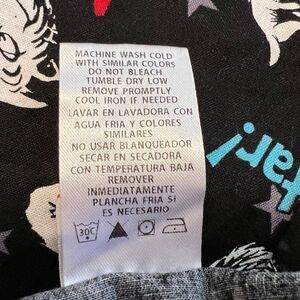 MACHINE WASH COLD
WITH SIMILAR COLORS
DO NOT BLEACH
TUMBLE DRY LOW
REMOVE PROMPTLY
COOL IRON IF NEEDED
LAVAR EN LAVADORA CON
AGUA FRIA Y COLORES
SIMILARES
NO USAR BLANQUEADOR
SECAR EN SECADORA
CON TEMPERATURA BAJA
REMOVER
INMEDIATAMENTE
PLANCHA FRIA SI
ES NECESARIO
30C
tar!